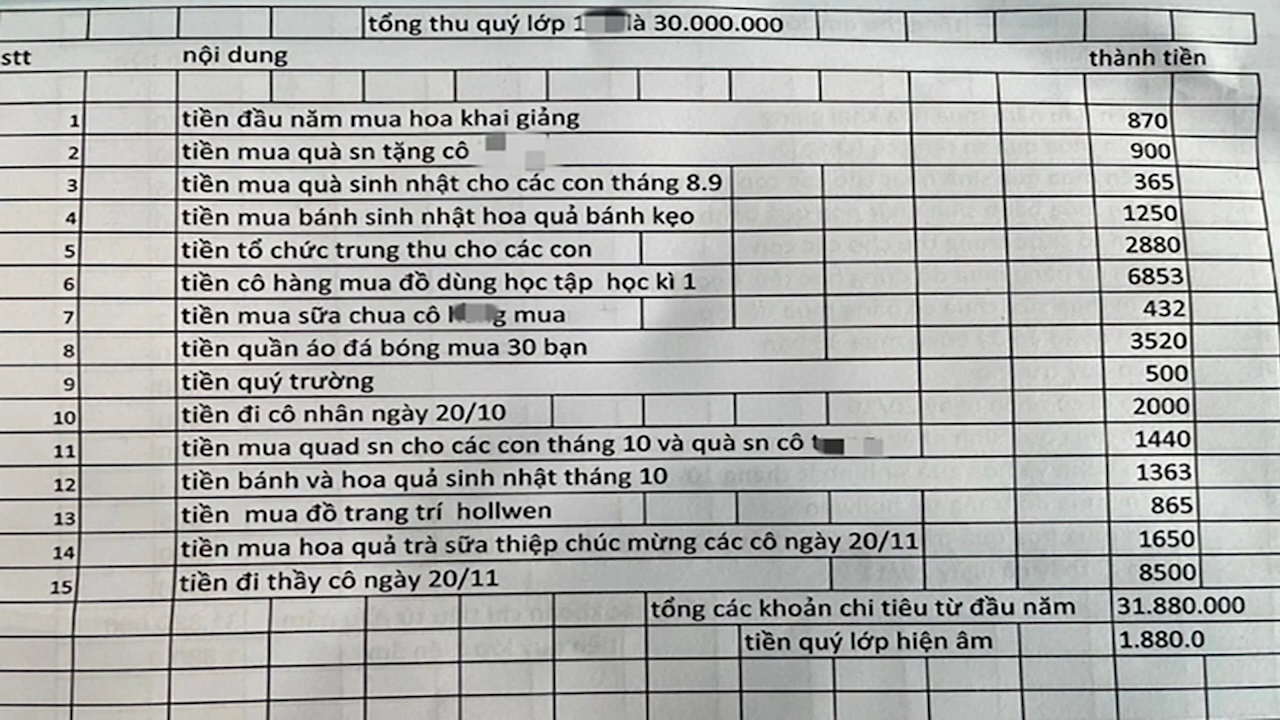 tổng thu quý lớp 1 là 30.000.000
stt nội dung thành tiền
1 tiền đầu năm mua hoa khai giảng 870
2 tiền mua quà sn tặng cô 900
3 tiền mua quà sinh nhật cho các con tháng 8.9 365
4 tiền mua bánh sinh nhật hoa quả bánh kẹo 1250
5 tiền tổ chức trung thu cho các con 2880
6 tiền cô hàng mua đồ dùng học tập học kì 1 6853
7 tiền mua sữa chua cô mua 432
8 tiền quần áo đá bóng mua 30 bạn 3520
9 tiền quý trường 500
10 tiền đi cô nhân ngày 20/10 2000
11 tiền mua quad sn cho các con tháng 10 và quà sn cô 1440
12 tiền bánh và hoa quả sinh nhật tháng 10 1363
13 tiền mua đồ trang trí hollwen 865
14 tiền mua hoa quả trà sữa thiệp chúc mừng các cô ngày 20/11 1650
15 tiền đi thầy cô ngày 20/11 8500
tổng các khoản chi tiêu từ đầu năm 31.880.000
tiền quý lớp hiện âm 1.880.0